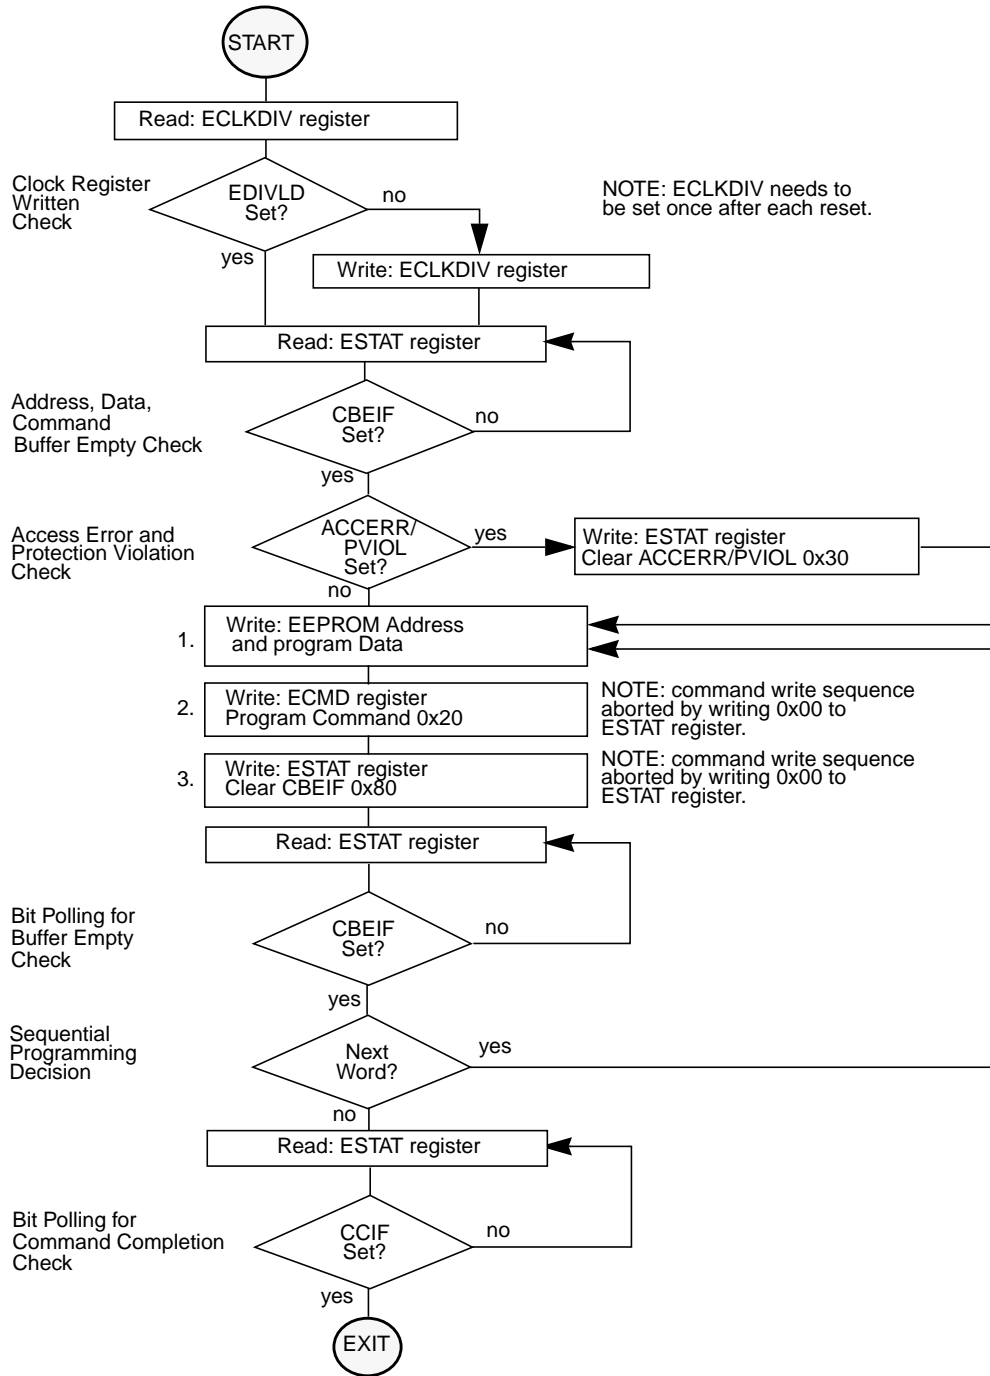 START
Read: ECLKDIV register
Clock Register
Written
Check
EDIVLD
Set?
no
yes
NOTE: ECLKDIV needs to
be set once after each reset.
Write: ECLKDIV register
Read: ESTAT register
Address, Data,
Command
Buffer Empty Check
CBEIF
Set?
no
yes
Access Error and
Protection Violation
Check
ACCERR/
PVIOL
Set?
yes
no
Write: ESTAT register
Clear ACCERR/PVIOL 0x30
1.
Write: EEPROM Address
and program Data
2.
Write: ECMD register
Program Command 0x20
NOTE: command write sequence
aborted by writing 0x00 to
ESTAT register.
3.
Write: ESTAT register
Clear CBEIF 0x80
NOTE: command write sequence
aborted by writing 0x00 to
ESTAT register.
Read: ESTAT register
Bit Polling for
Buffer Empty
Check
CBEIF
Set?
no
yes
Sequential
Programming
Decision
Next
Word?
yes
no
Read: ESTAT register
Bit Polling for
Command Completion
Check
CCIF
Set?
no
yes
EXIT